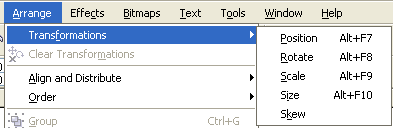 Arrange Effects Bitmaps Text Tools Window Help
Transformations
Clear Transformations
Align and Distribute
Order
Group Ctrl+G
Position Alt+F7
Rotate Alt+F8
Scale Alt+F9
Size Alt+F10
Skew